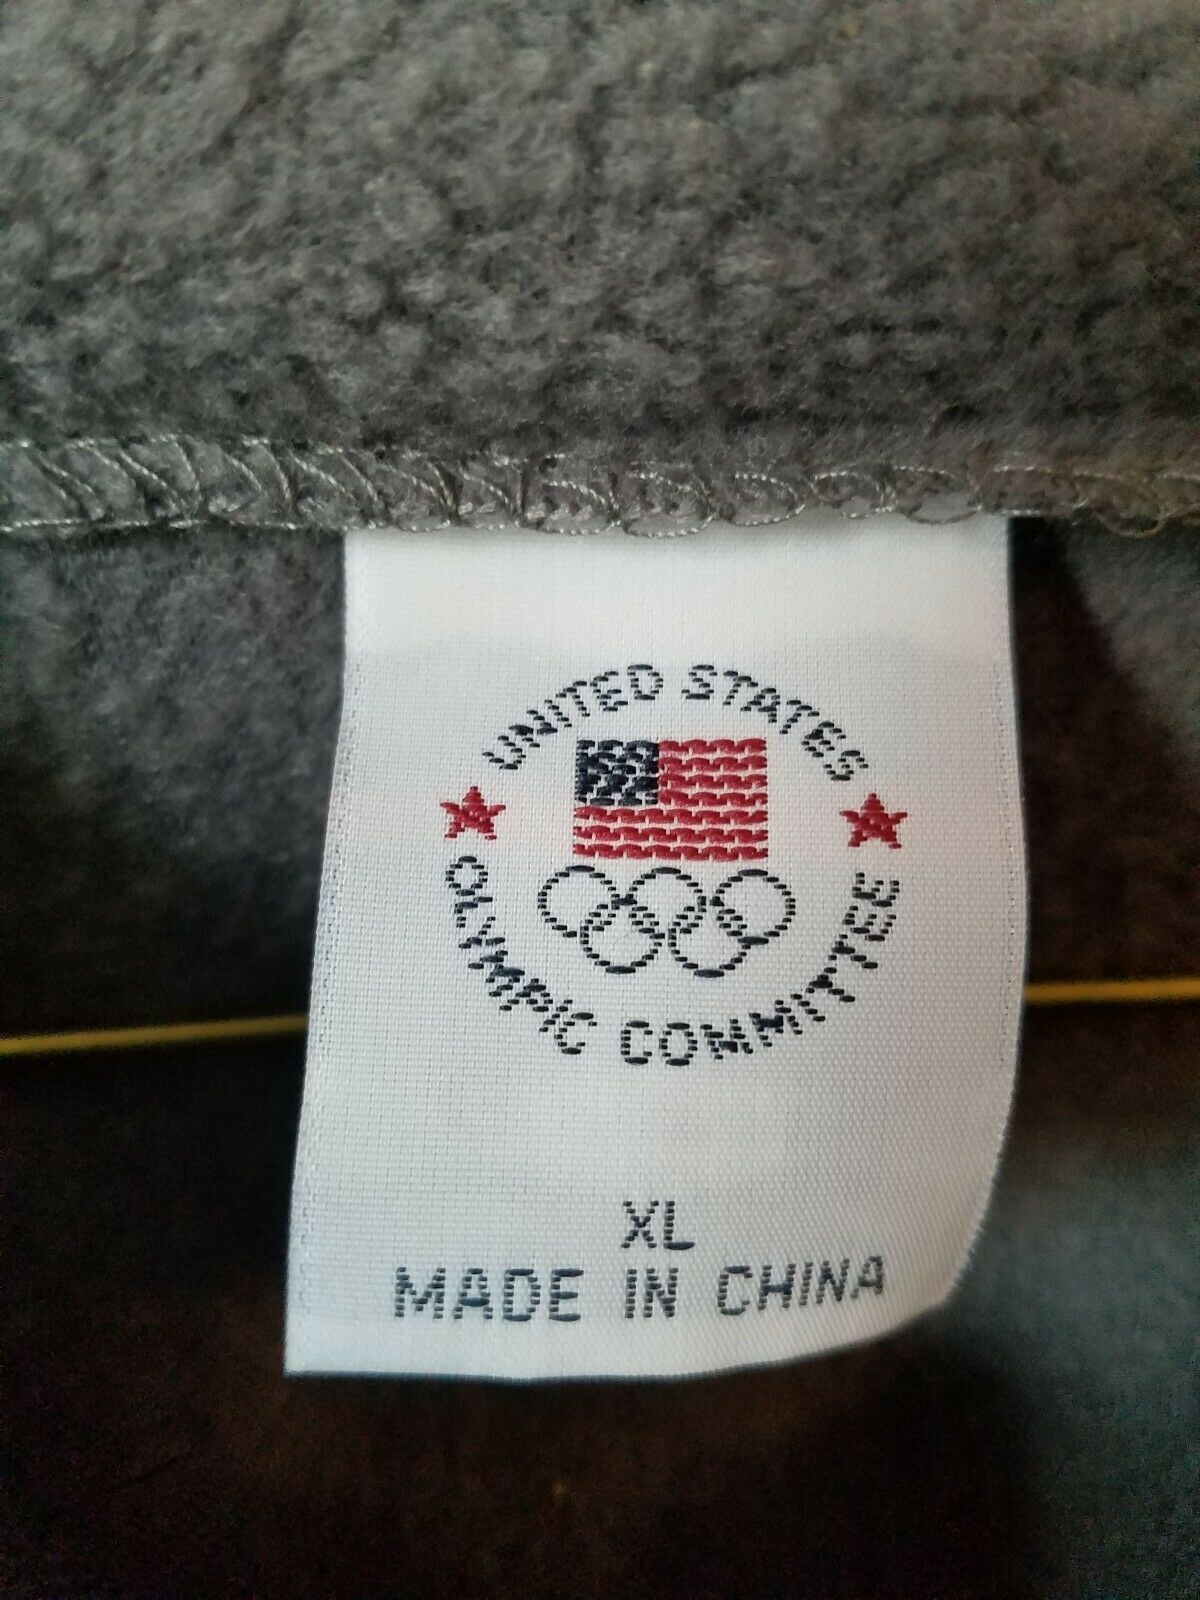 UNITED STATES
OLYMPIC COMMITTEE
XL
MADE IN CHINA